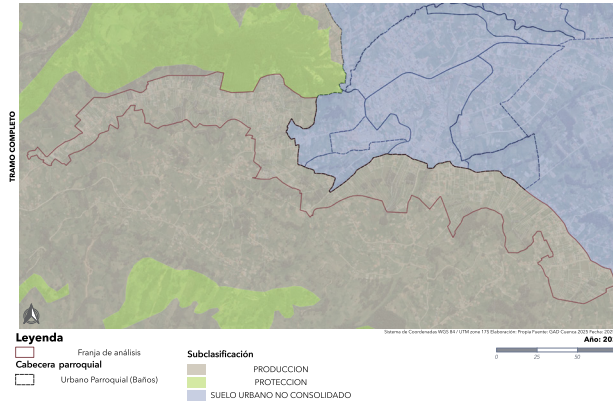 TRAMO COMPLETO
Sistema de Coordenadas WGS 84 / UTM zone 17S Elaboración: Propia Fuente: GAD Cuenca 2025 Fecha: 202
Leyenda
Año: 20
Franja de análisis
Cabecera parroquial
Urbano Parroquial (Baños)
Subclasificación
PRODUCCION
PROTECCION
SUELO URBANO NO CONSOLIDADO
0 25 50